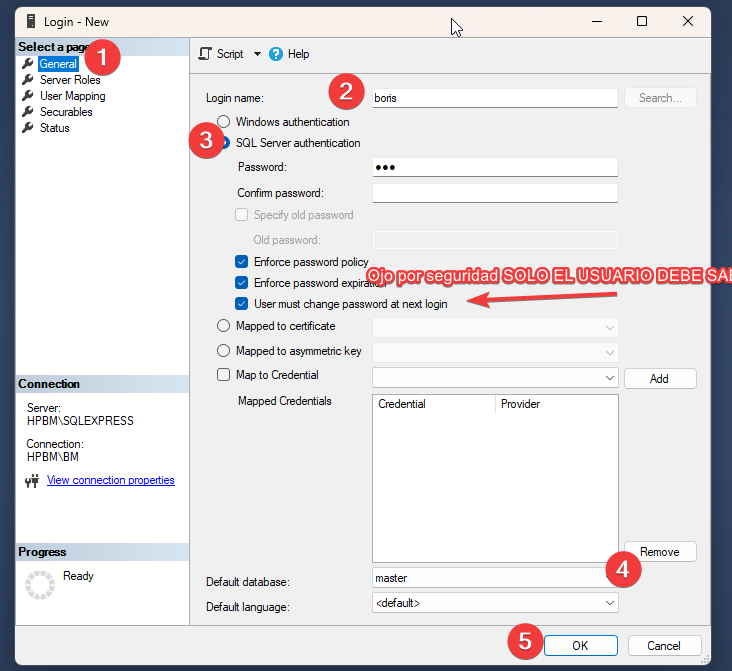 Login - New
Select a page
1
General
Server Roles
User Mapping
Securables
Status
Script
Help
Login name:
2
boris
Search...
Windows authentication
3
SQL Server authentication
Password:
●●●
Confirm password:
Specify old password
Old password:
Enforce password policy
Enforce password expiration
Ojo por seguridad SOLO EL USUARIO DEBE
User must change password at next login
Mapped to certificate
Mapped to asymmetric key
Map to Credential
Add
Mapped Credentials
Credential
Provider
Remove
Default database:
master
4
Default language:
<default>
Connection
Server:
HPBM\SQLEXPRESS
Connection:
HPBM\BM
View connection properties
Progress
Ready
5
OK
Cancel